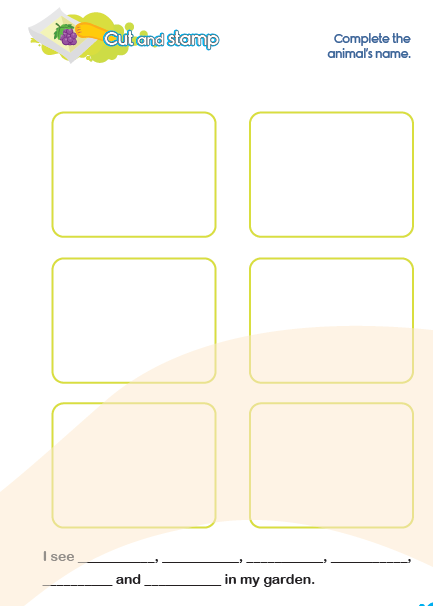 Cut and stamp
Complete the
animal's name.
I see __________, __________, __________, __________,
_________ and __________ in my garden.